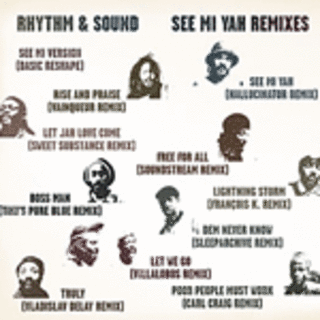 RHYTHM & SOUND
SEE MI YAH REMIXES
SEE MI VERSION
(BASIC RESHAPE)
SEE MI YAH
(HALLUCINATOR REMIX)
RISE AND PRAISE
(VAINQUEUR REMIX)
LET JAH LOVE COME
(SWEET SUBSTANCE REMIX)
FREE FOR ALL
(SOUNDSTREAM REMIX)
LIGHTNING STORM
(FRANÇOIS K. REMIX)
BOSS MAN
(TIKI'S PURE BLUE REMIX)
DEM NEVER KNOW
(SLEEPARCHIVE REMIX)
LET WE GO
(VILLALOBOS REMIX)
TRULY
(VLADISLAV DELAY REMIX)
POOR PEOPLE MUST WORK
(CARL CRAIG REMIX)